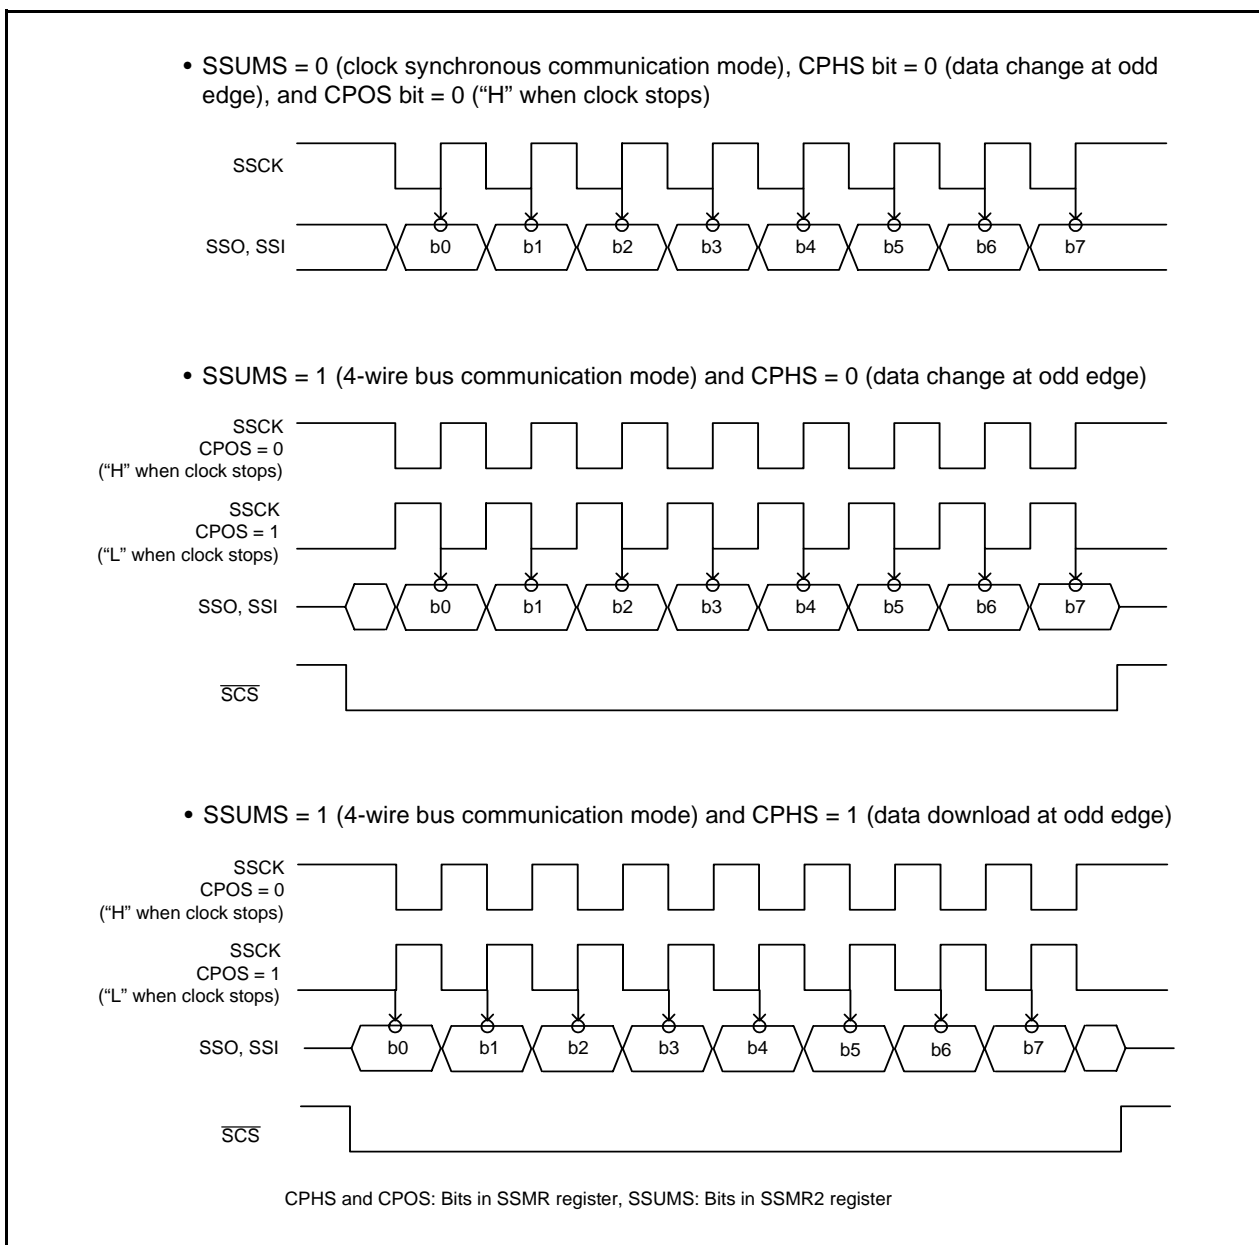 • SSUMS = 0 (clock synchronous communication mode), CPHS bit = 0 (data change at odd
edge), and CPOS bit = 0 (“H” when clock stops)
SSCK
SSO, SSI
b0 b1 b2 b3 b4 b5 b6 b7
• SSUMS = 1 (4-wire bus communication mode) and CPHS = 0 (data change at odd edge)
SSCK
CPOS = 0
(“H” when clock stops)
SSCK
CPOS = 1
(“L” when clock stops)
SSO, SSI
b0 b1 b2 b3 b4 b5 b6 b7
SCS
• SSUMS = 1 (4-wire bus communication mode) and CPHS = 1 (data download at odd edge)
SSCK
CPOS = 0
(“H” when clock stops)
SSCK
CPOS = 1
(“L” when clock stops)
SSO, SSI
b0 b1 b2 b3 b4 b5 b6 b7
SCS
CPHS and CPOS: Bits in SSMR register, SSUMS: Bits in SSMR2 register